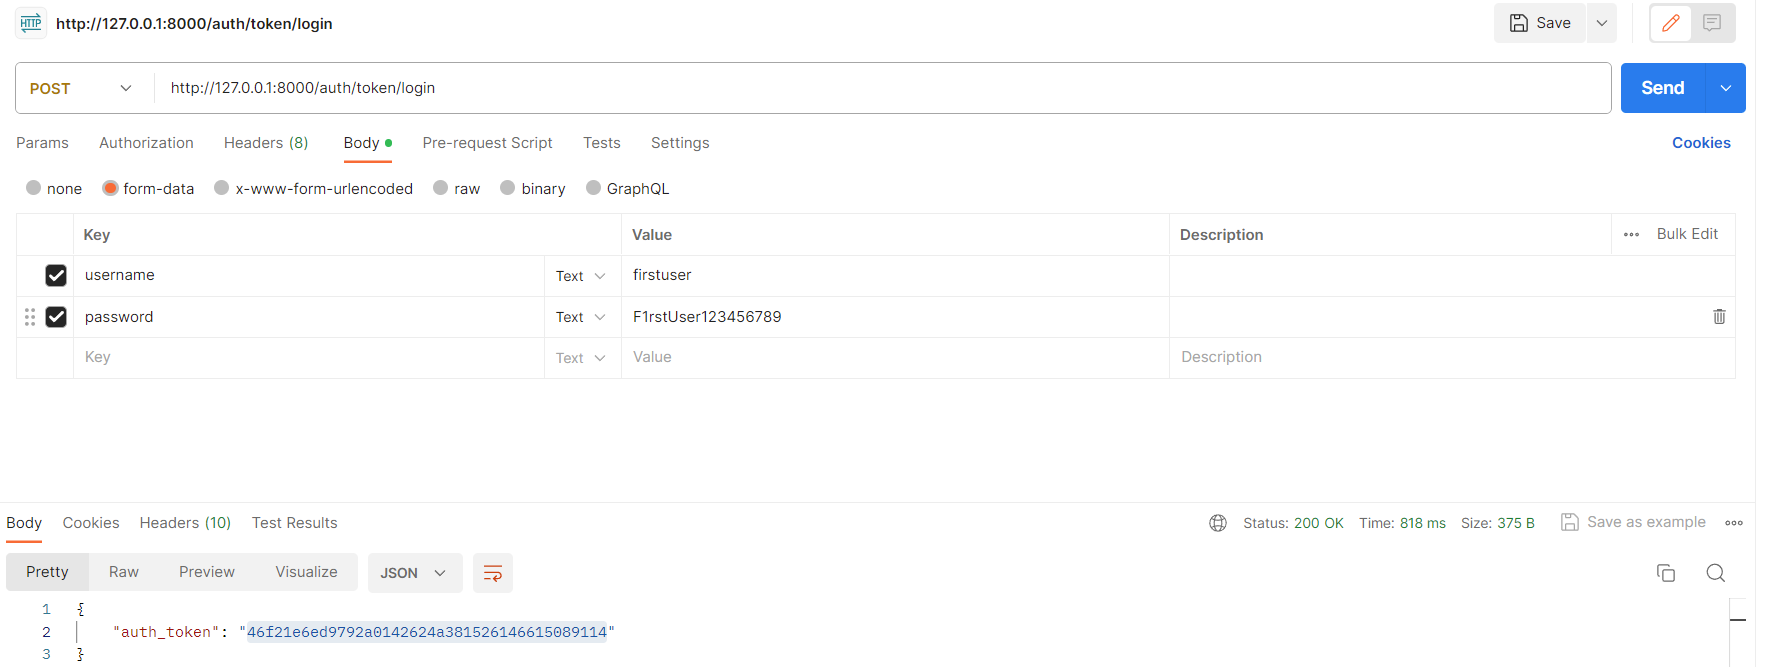 HTTP http://127.0.0.1:8000/auth/token/login Save
POST http://127.0.0.1:8000/auth/token/login Send
Params Authorization Headers (8) Body Pre-request Script Tests Settings Cookies
none form-data x-www-form-urlencoded raw binary GraphQL
Key Value Description ••• Bulk Edit
username Text firstuser
password Text F1rstUser123456789
Key Text Value Description
Body Cookies Headers (10) Test Results Status: 200 OK Time: 818 ms Size: 375 B Save as example
Pretty Raw Preview Visualize JSON
1 {
2 "auth_token": "46f21e6ed9792a0142624a381526146615089114"
3 }